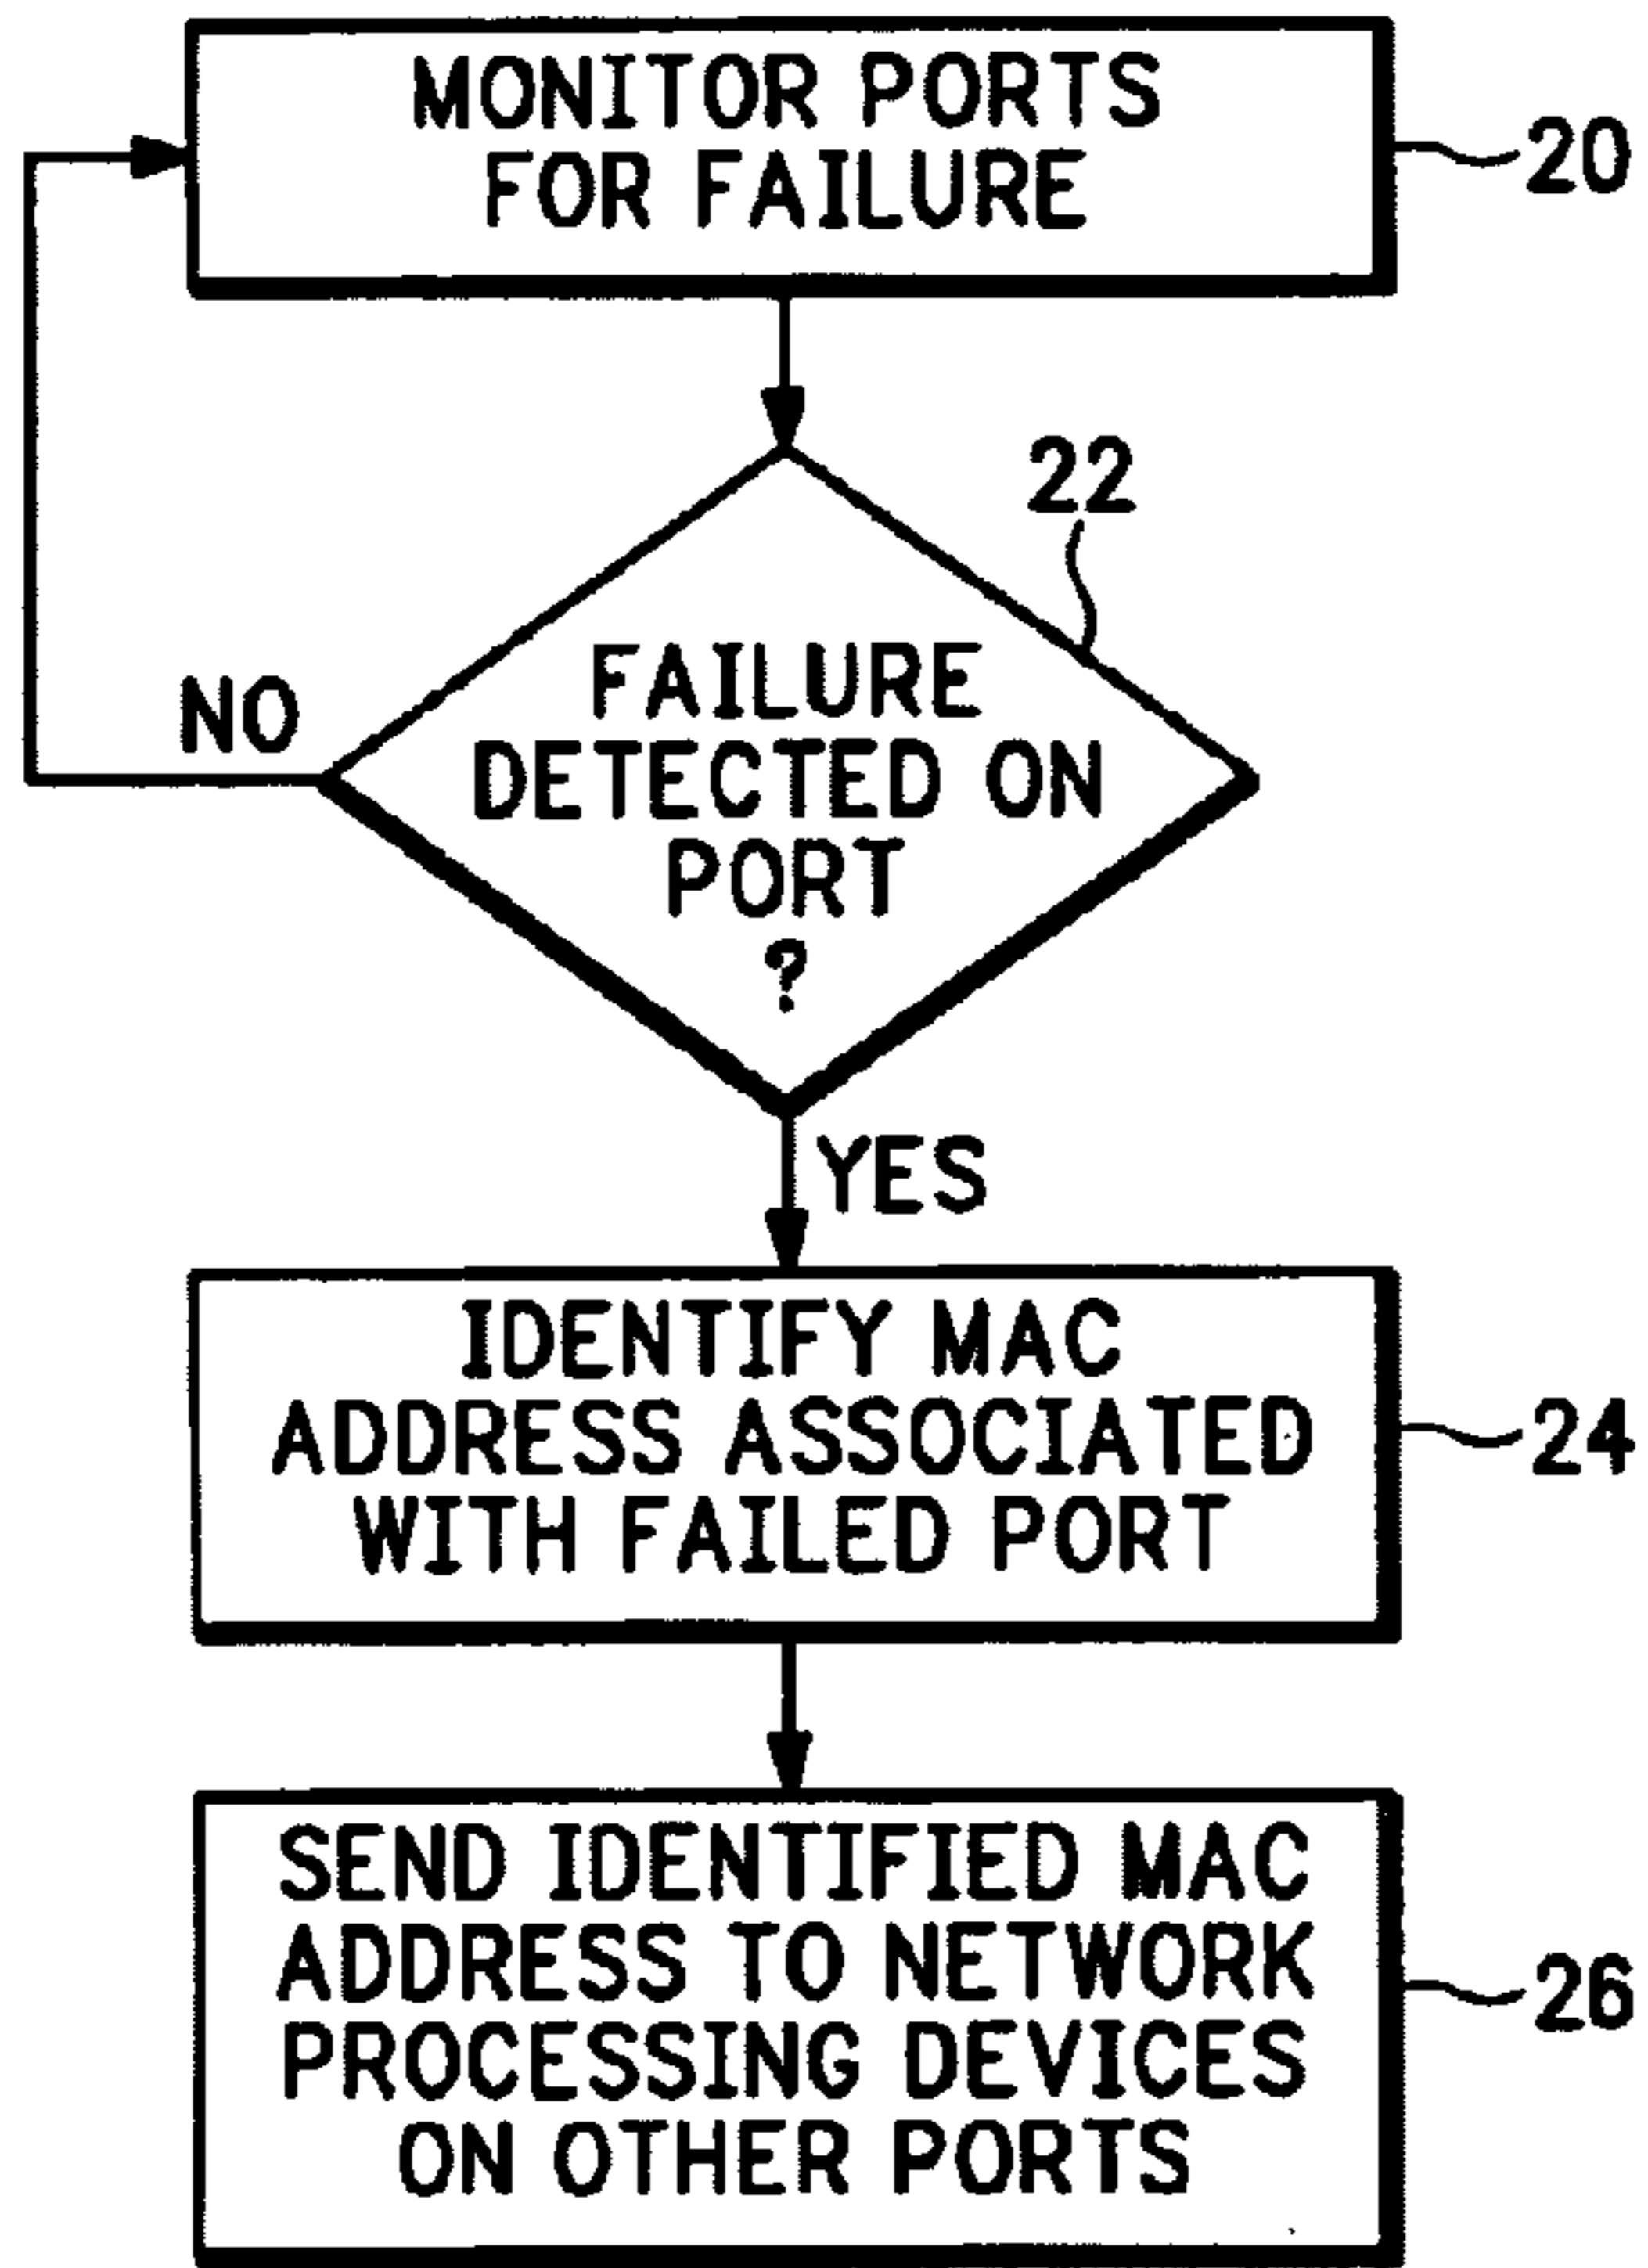 MONITOR PORTS
FOR FAILURE
20
22
FAILURE
DETECTED ON
PORT
?
NO
YES
IDENTIFY MAC
ADDRESS ASSOCIATED
WITH FAILED PORT
24
SEND IDENTIFIED MAC
ADDRESS TO NETWORK
PROCESSING DEVICES
ON OTHER PORTS
26